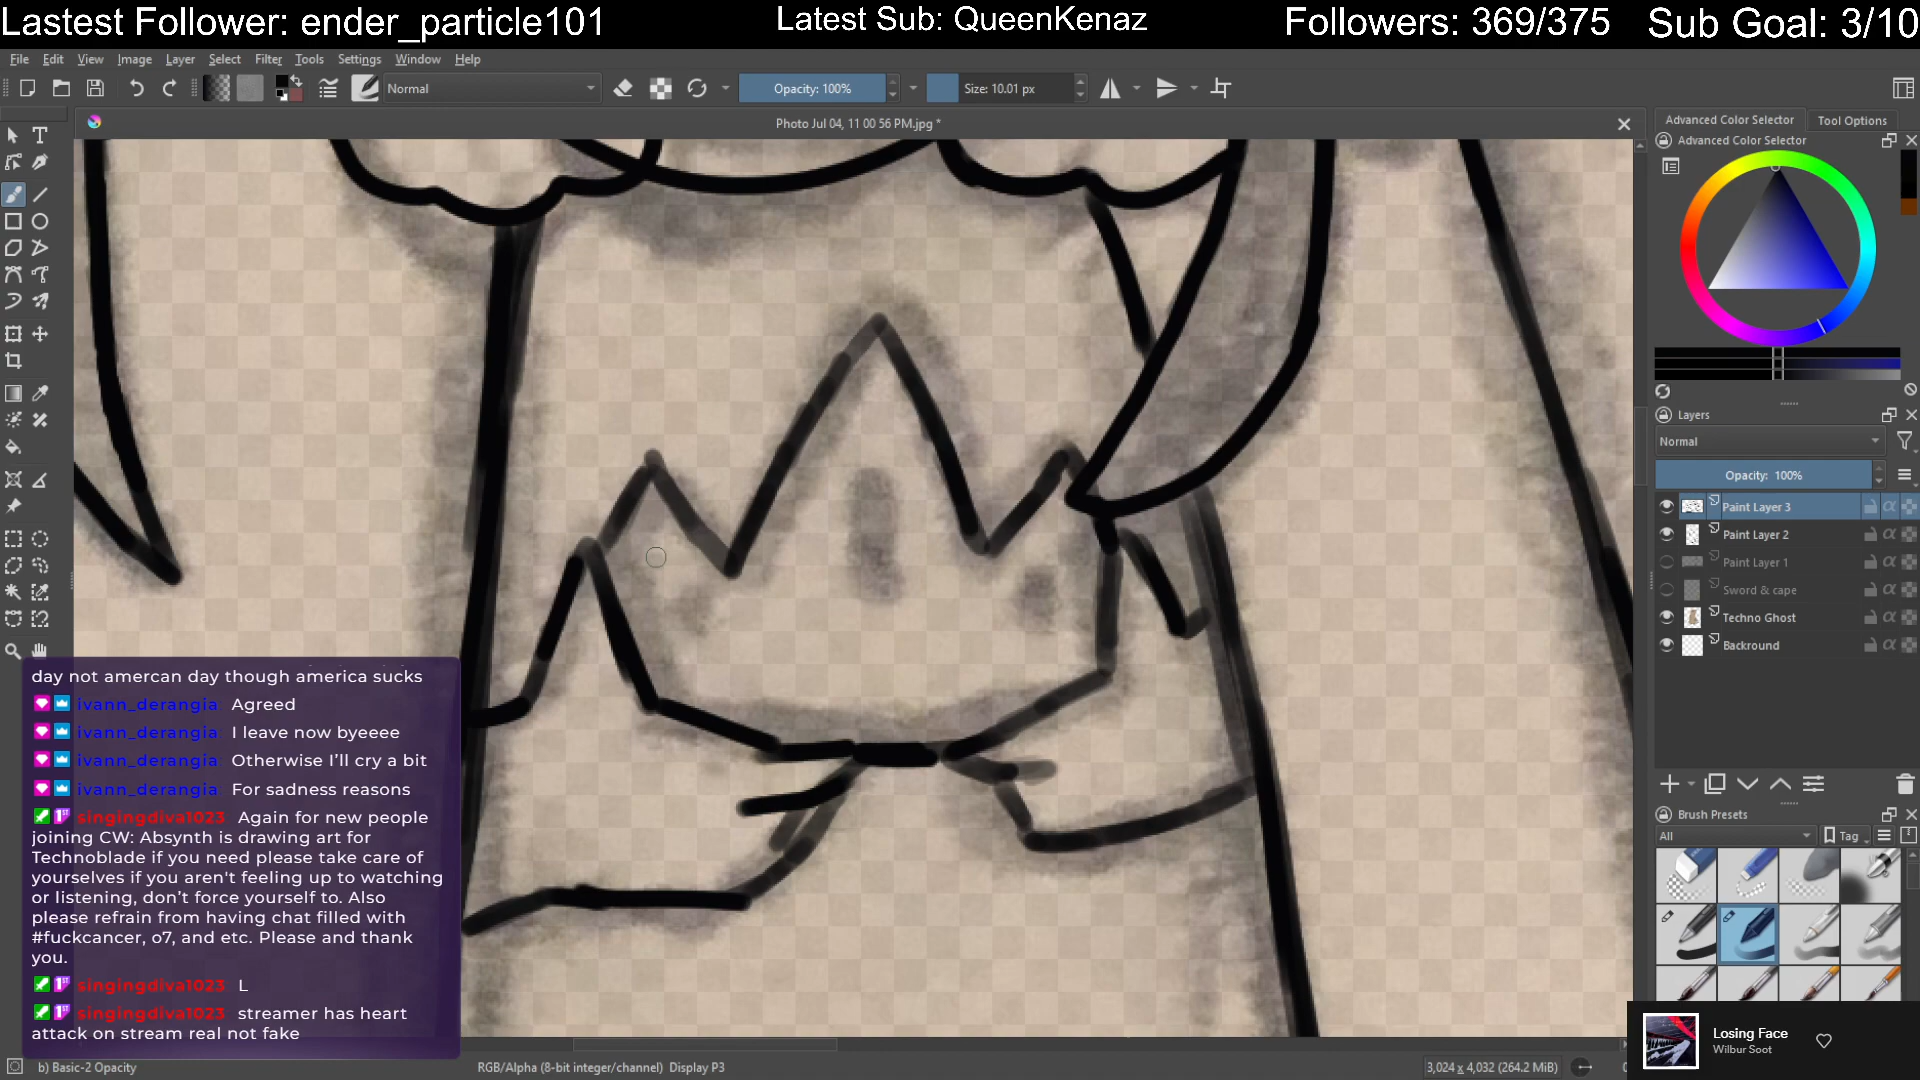 Lastest Follower: ender_particle101
Latest Sub: QueenKenaz
Followers: 369/375
Sub Goal: 3/10
File Edit View Image Layer Select Filter Tools Settings Window Help
Normal
Opacity: 100%
Size: 10.01 px
Photo Jul 04, 11 00 56 PM.jpg *
Advanced Color Selector
Tool Options
Advanced Color Selector
Layers
Normal
Opacity: 100%
Paint Layer 3
Paint Layer 2
Paint Layer 1
Sword & cape
Techno Ghost
Backround
Brush Presets
All
Tag
day not amercan day though america sucks
ivann_derangia: Agreed
ivann_derangia: I leave now byeeee
ivann_derangia: Otherwise I'll cry a bit
ivann_derangia: For sadness reasons
singingdiva1023 Again for new people
joining CW: Absynth is drawing art for
Technoblade if you need please take care of
yourselves if you aren't feeling up to watching
or listening, don't force yourself to. Also
please refrain from having chat filled with
#fuckcancer, o7, and etc. Please and thank
you.
singingdiva1023 L
singingdiva1023 streamer has heart
attack on stream real not fake
Losing Face
Wilbur Soot
b) Basic-2 Opacity
RGB/Alpha (8-bit integer/channel) Display P3
3,024 x 4,032 (264.2 MiB)